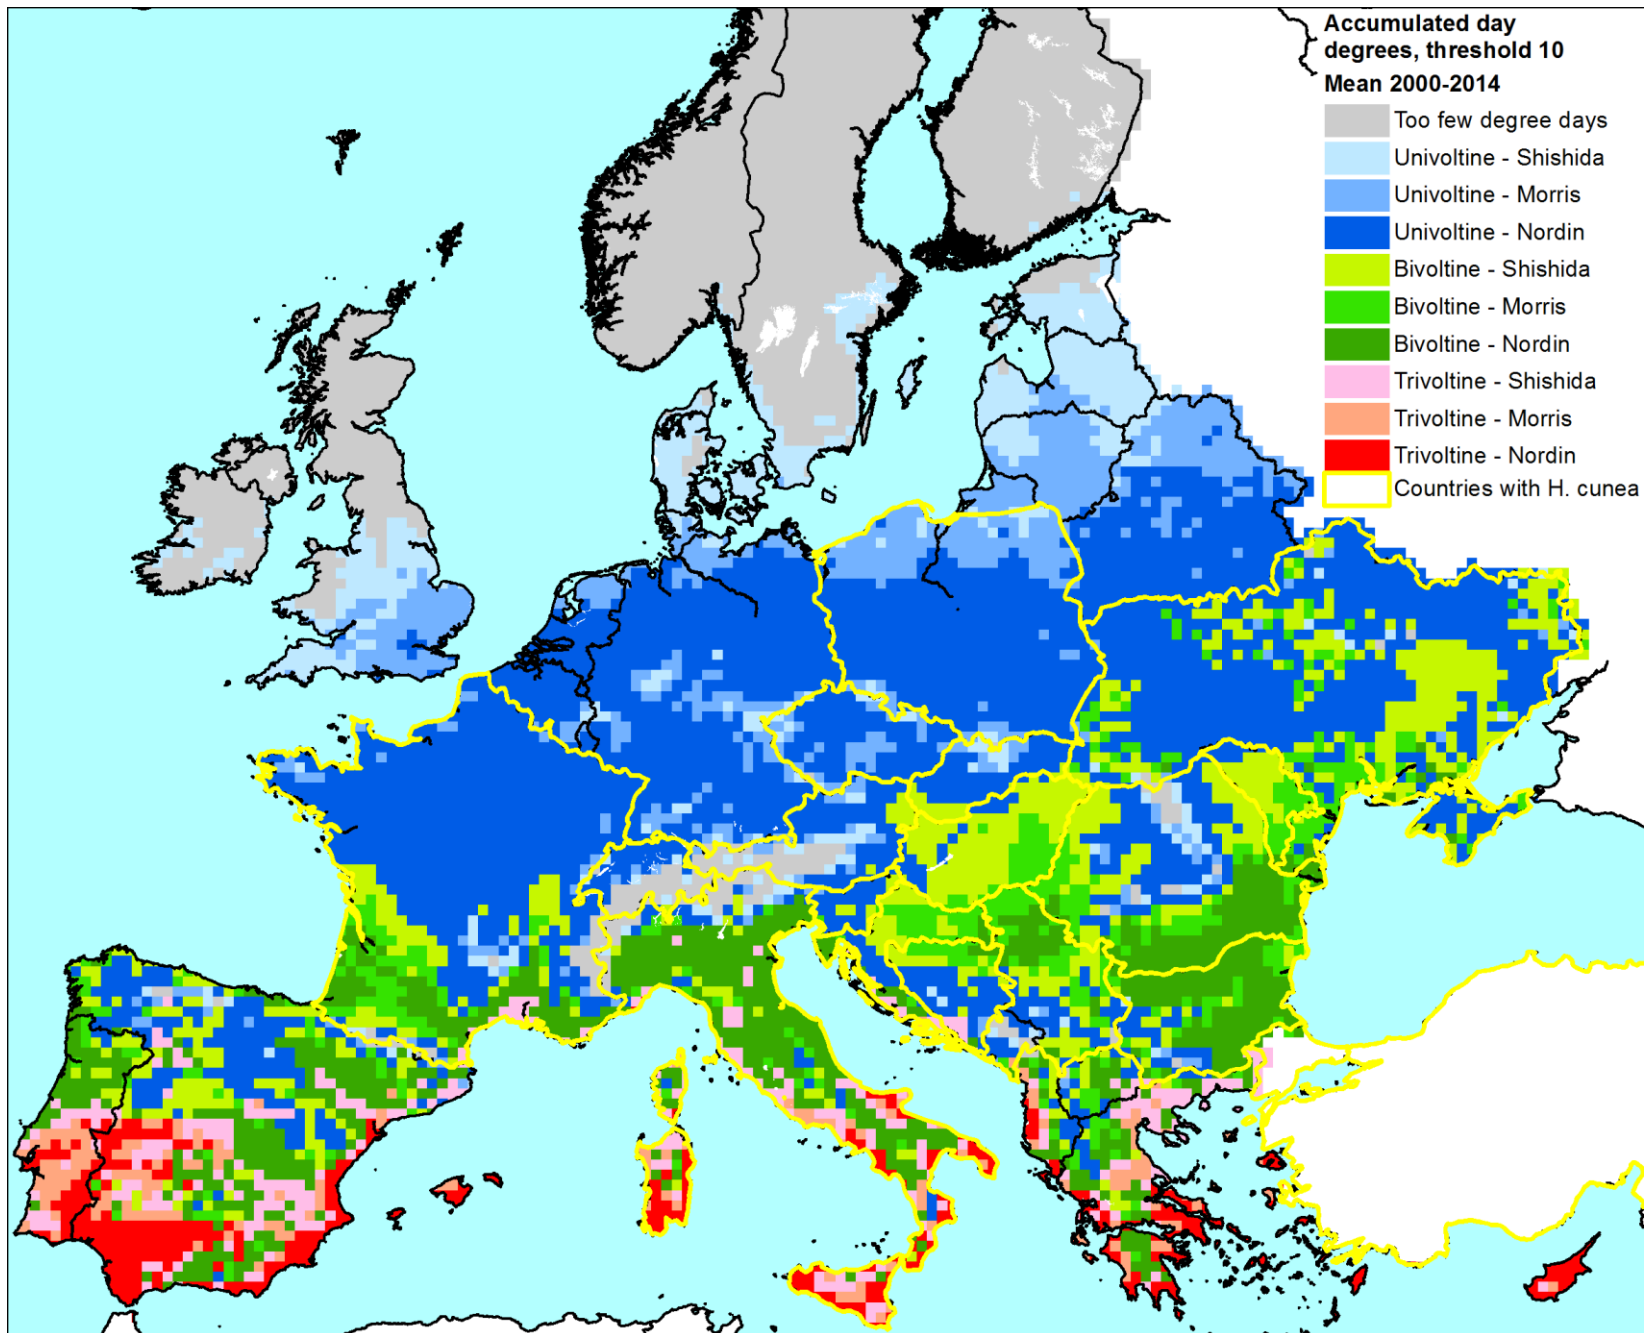 Accumulated day
degrees, threshold 10
Mean 2000-2014
Too few degree days
Univoltine - Shishida
Univoltine - Morris
Univoltine - Nordin
Bivoltine - Shishida
Bivoltine - Morris
Bivoltine - Nordin
Trivoltine - Shishida
Trivoltine - Morris
Trivoltine - Nordin
Countries with H. cunea